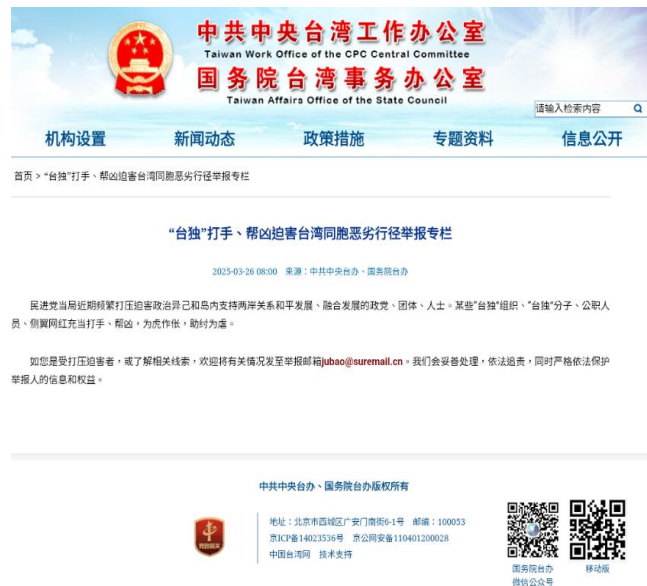 中共中央台湾工作办公室
Taiwan Work Office of the CPC Central Committee
国务院台湾事务办公室
Taiwan Affairs Office of the State Council
请输入检索内容
机构设置 新闻动态 政策措施 专题资料 信息公开
首页 > “台独”打手、帮凶迫害台湾同胞恶劣行径举报专栏
“台独”打手、帮凶迫害台湾同胞恶劣行径举报专栏
2025-03-26 08:00 来源：中共中央台办、国务院台办
民进党当局近期频繁打压迫害政治异己和岛内支持两岸关系和平发展、融合发展的政党、团体、人士。某些“台独”组织、“台独”分子、公职人
员、侧翼网红充当打手、帮凶，为虎作伥，助纣为虐。
如您是受打压迫害者，或了解相关线索，欢迎将有关情况发至举报邮箱jubao@suremail.cn。我们会妥善处理，依法追责，同时严格依法保护
举报人的信息和权益。
中共中央台办、国务院台办版权所有
地址：北京市西城区广安门南街6-1号 邮编：100053
京ICP备14023536号 京公网安备110401200028
中国台湾网 技术支持
党政机关
国务院台办
微信公众号
移动版